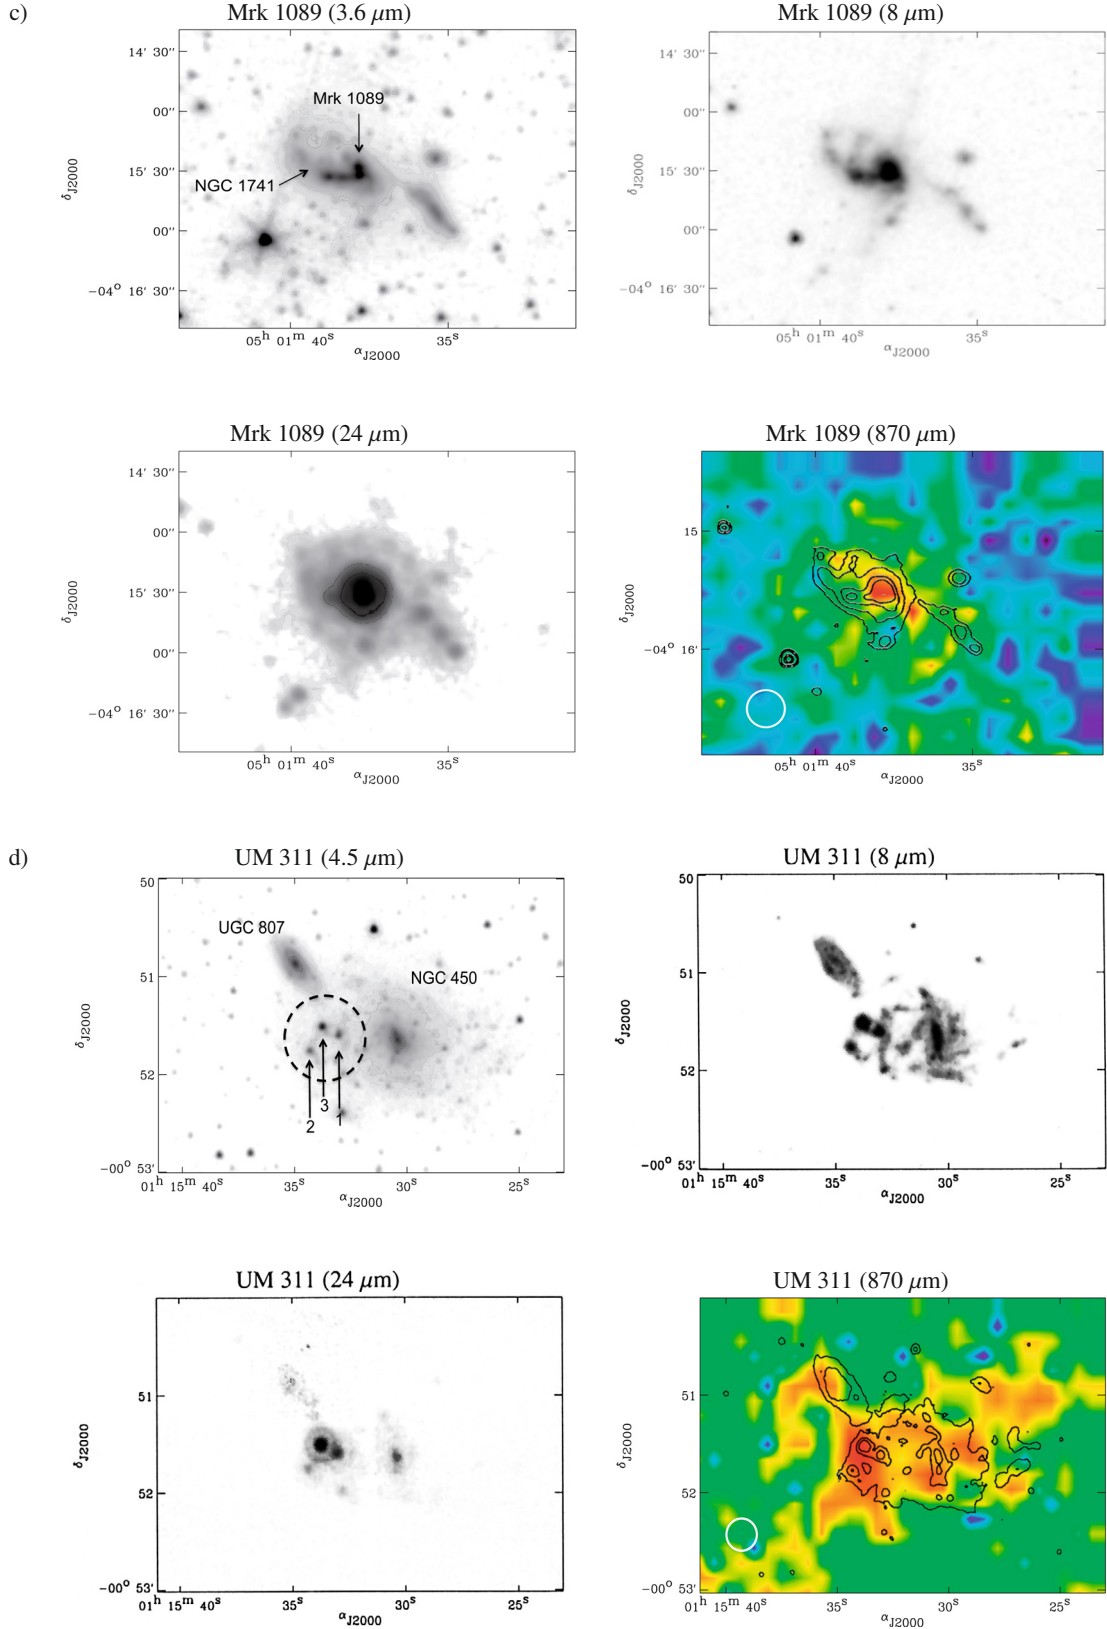 c)
Mrk 1089 (3.6 μm)
Mrk 1089 (8 μm)
14' 30"
00"
15' 30"
00"
−04° 16' 30"
δJ2000
Mrk 1089
NGC 1741
05h 01m 40s
35s
αJ2000
14' 30"
00"
15' 30"
00"
−04° 16' 30"
δJ2000
05h 01m 40s
35s
αJ2000
Mrk 1089 (24 μm)
Mrk 1089 (870 μm)
14' 30"
00"
15' 30"
00"
−04° 16' 30"
δJ2000
05h 01m 40s
35s
αJ2000
15
−04° 16'
δJ2000
05h 01m 40s
35s
αJ2000
d)
UM 311 (4.5 μm)
UM 311 (8 μm)
50
51
52
−00° 53'
δJ2000
UGC 807
NGC 450
2
3
1
01h 15m 40s
35s
30s
25s
αJ2000
50
51
52
−00° 53'
δJ2000
01h 15m 40s
35s
30s
25s
αJ2000
UM 311 (24 μm)
UM 311 (870 μm)
51
52
−00° 53'
δJ2000
01h 15m 40s
35s
30s
25s
αJ2000
51
52
−00° 53'
δJ2000
01h 15m 40s
35s
30s
25s
αJ2000